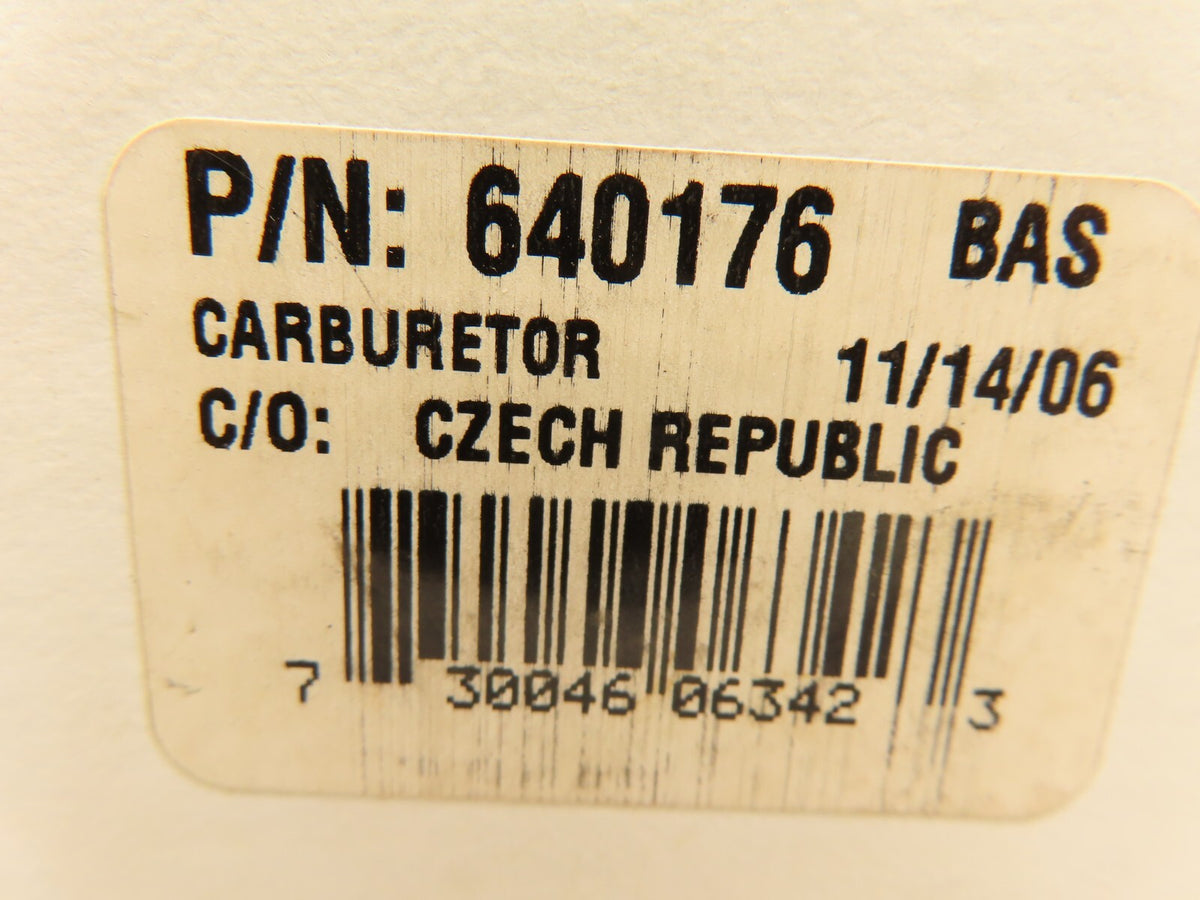 P/N: 640176 BAS
CARBURETOR 11/14/06
C/O: CZECH REPUBLIC
7 30046 06342 3